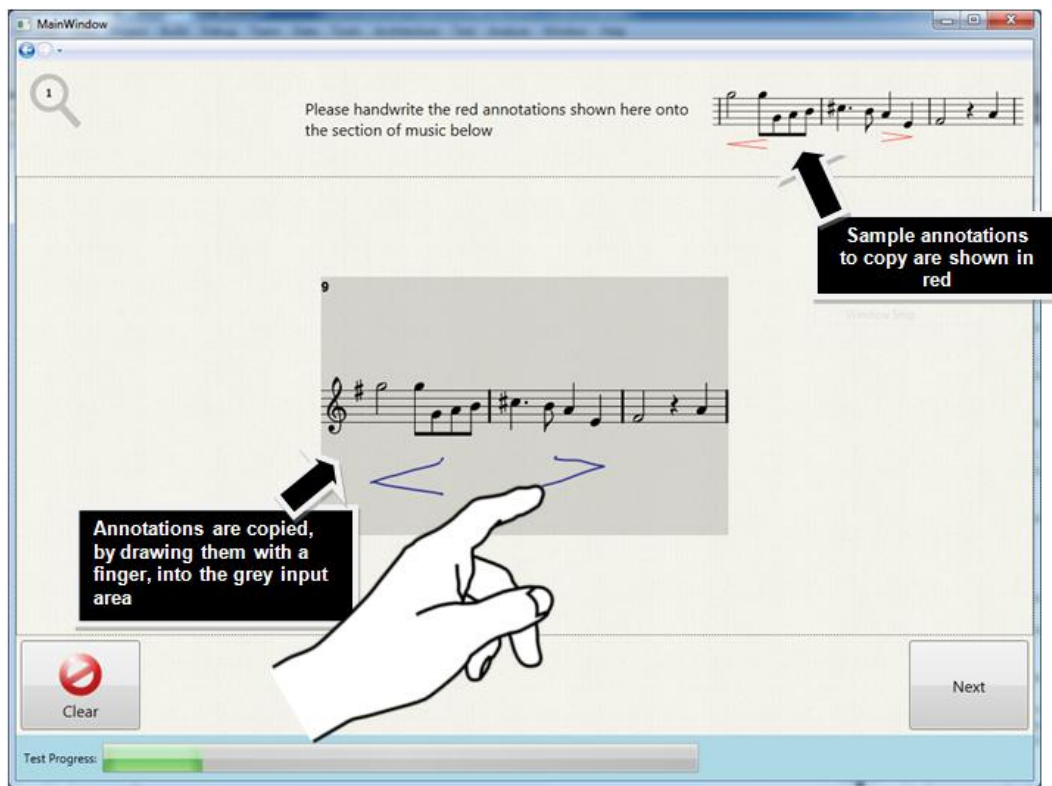 MainWindow
1
Please handwrite the red annotations shown here onto
the section of music below
Sample annotations
to copy are shown in
red
9
Window Snip
Annotations are copied,
by drawing them with a
finger, into the grey input
area
Clear
Next
Test Progress: